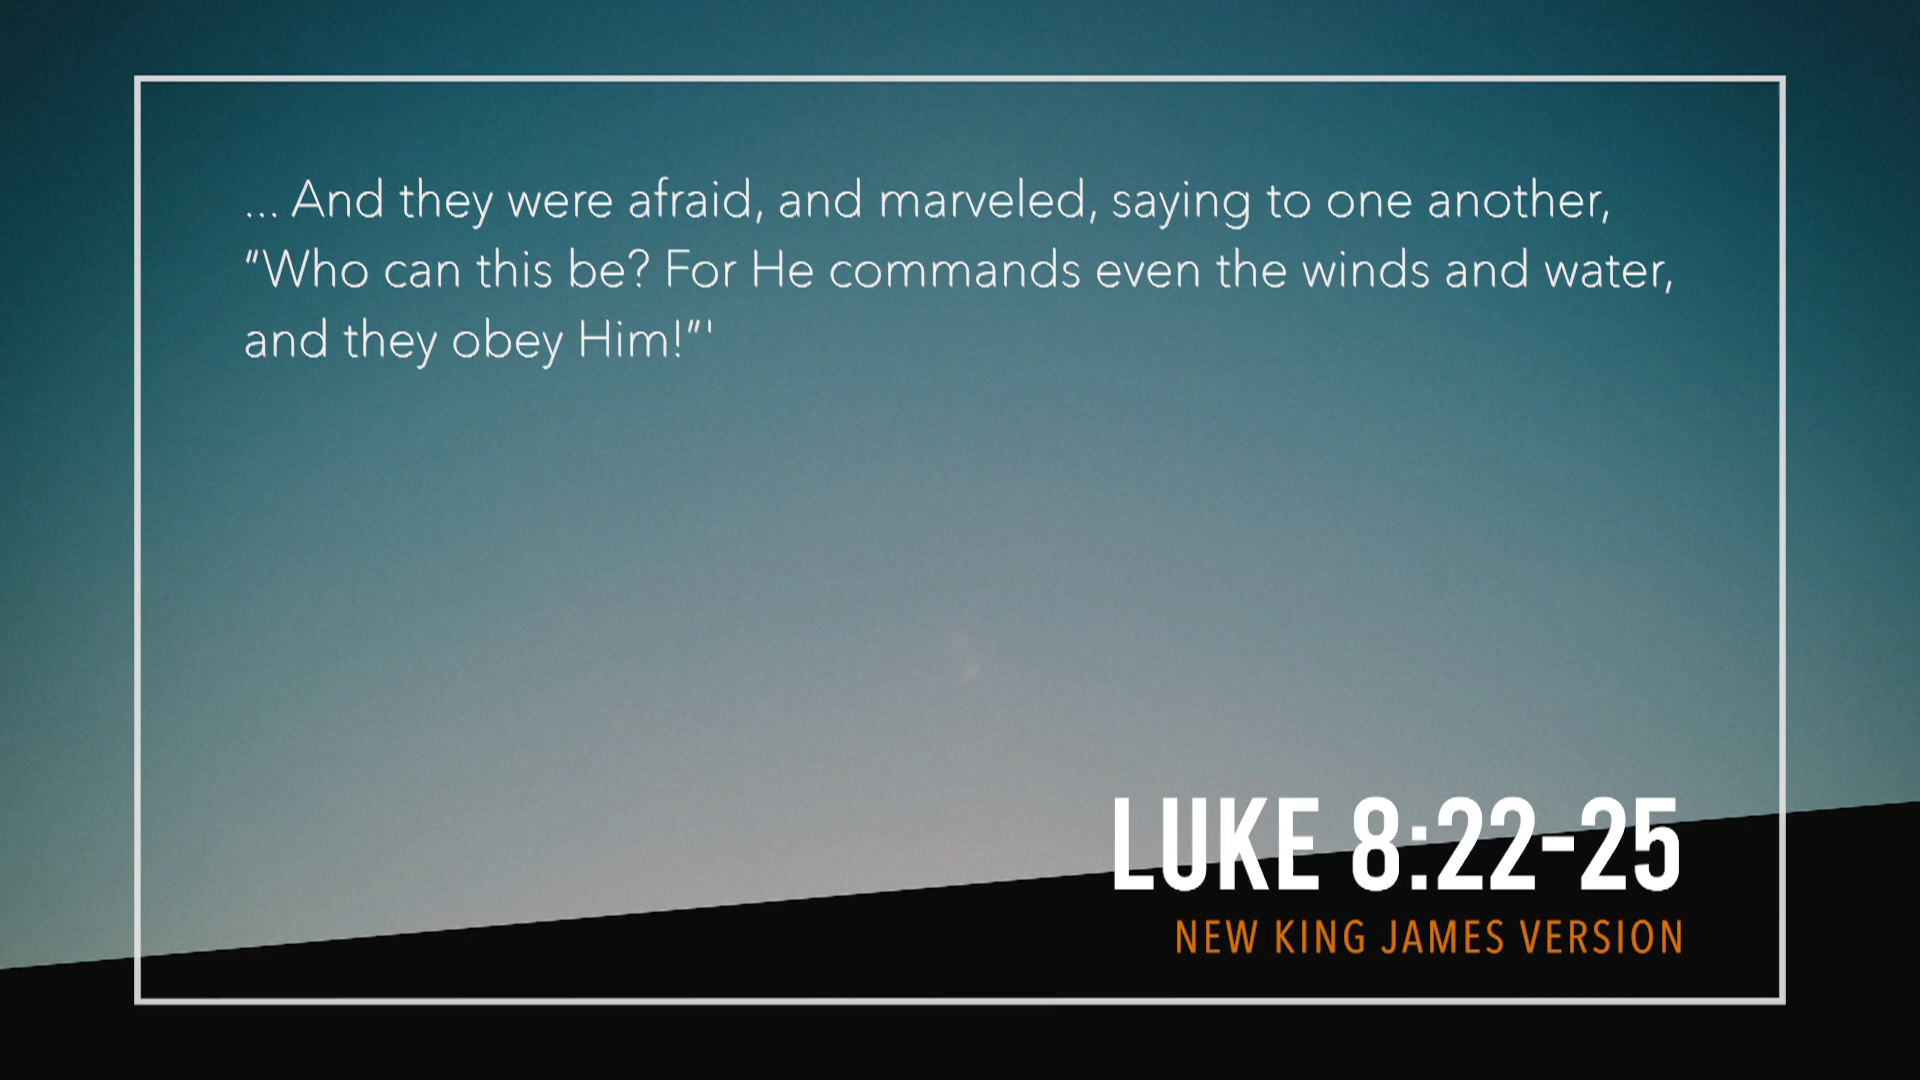 ... And they were afraid, and marveled, saying to one another,
“Who can this be? For He commands even the winds and water,
and they obey Him!”'
LUKE 8:22-25
NEW KING JAMES VERSION